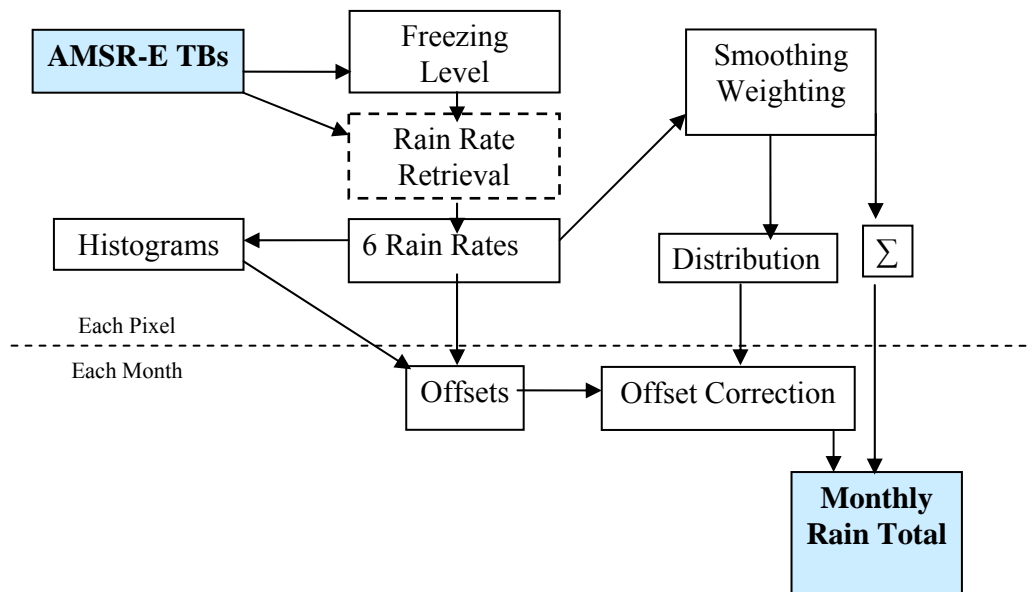 AMSR-E TBs
Freezing
Level
Smoothing
Weighting
Rain Rate
Retrieval
Histograms
6 Rain Rates
Distribution
∑
Each Pixel
Each Month
Offsets
Offset Correction
Monthly
Rain Total